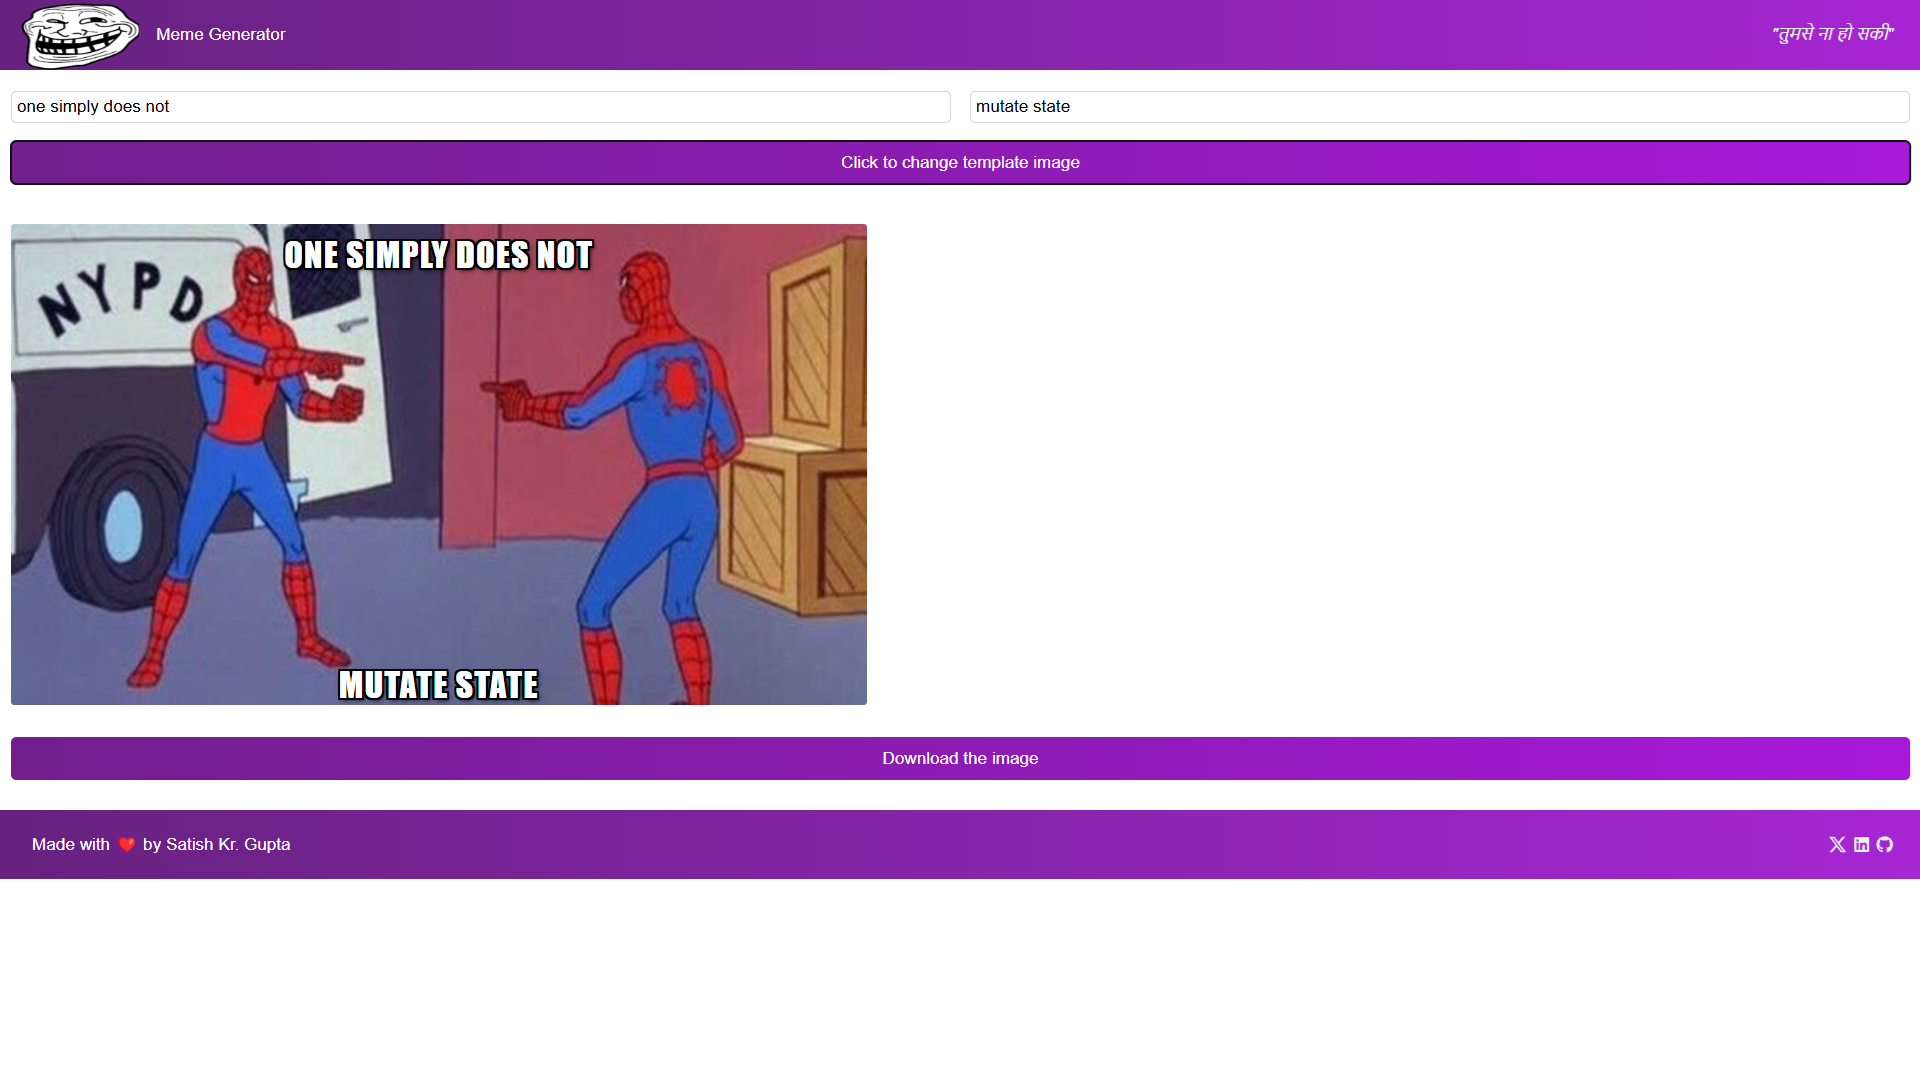 Meme Generator
"तुमसे ना हो सकी"
one simply does not
mutate state
Click to change template image
NYPD
ONE SIMPLY DOES NOT
MUTATE STATE
Download the image
Made with ❤️ by Satish Kr. Gupta